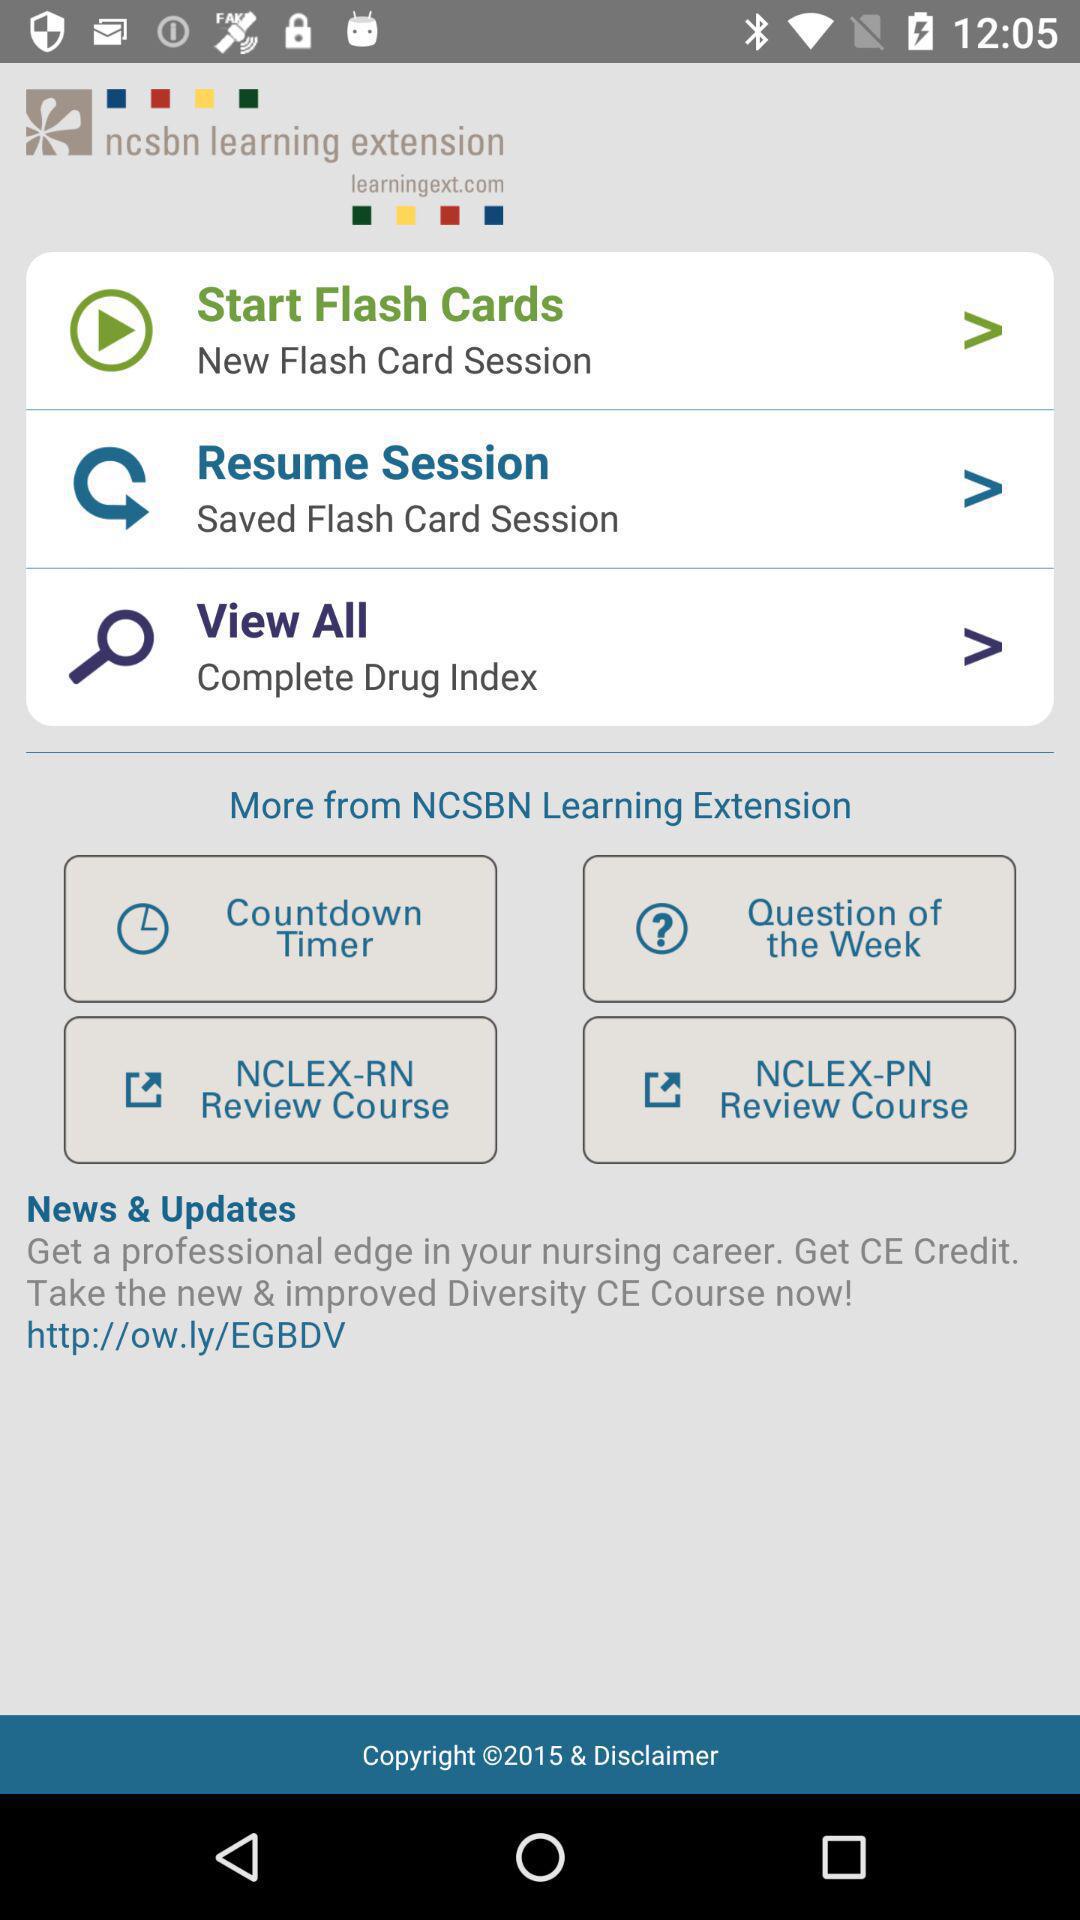 FAKE
12:05
ncsbn learning extension
learningext.com
Start Flash Cards
New Flash Card Session
>
Resume Session
Saved Flash Card Session
>
View All
Complete Drug Index
>
More from NCSBN Learning Extension
Countdown
Timer
Question of
the Week
NCLEX-RN
Review Course
NCLEX-PN
Review Course
News & Updates
Get a professional edge in your nursing career. Get CE Credit.
Take the new & improved Diversity CE Course now!
http://ow.ly/EGBDV
Copyright ©2015 & Disclaimer